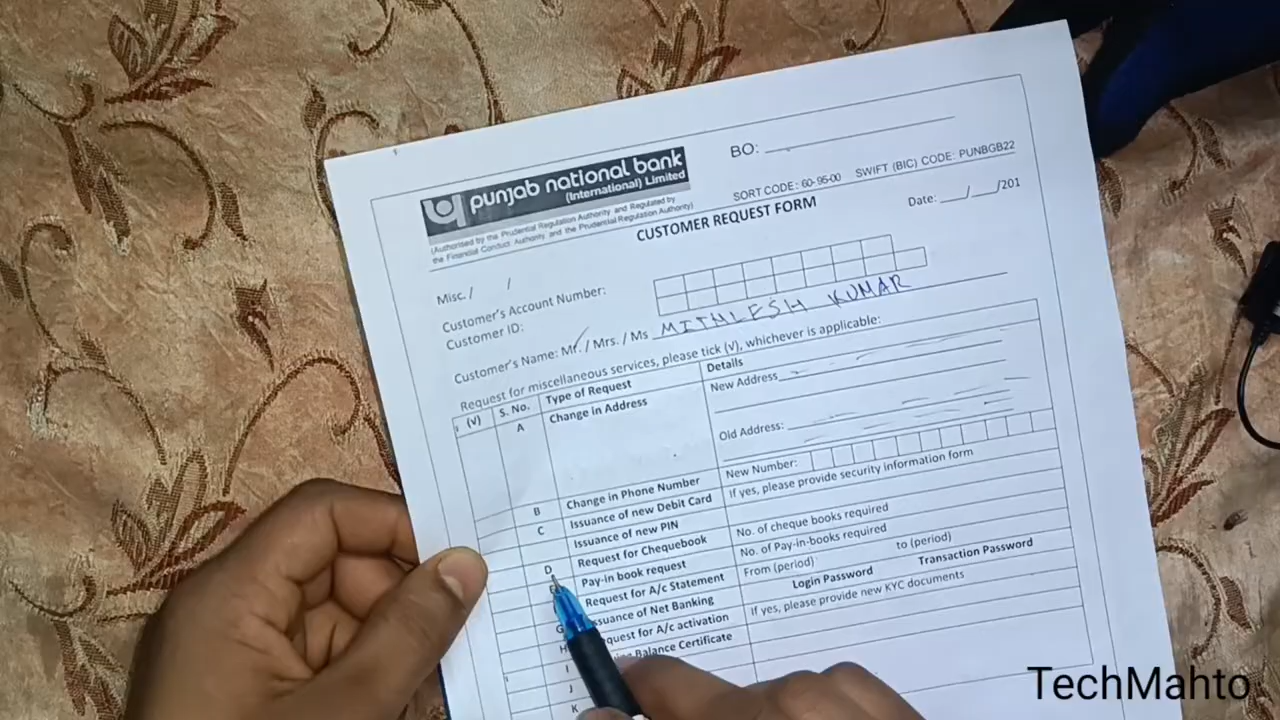 punjab national bank
(International) Limited
(Authorised by the Prudential Regulation Authority and Regulated by
the Financial Conduct Authority and the Prudential Regulation Authority)
BO:
SORT CODE: 60-95-00 SWIFT (BIC) CODE: PUNBGB22
CUSTOMER REQUEST FORM
Date: ___/___/201
Misc. / /
Customer's Account Number:
Customer ID:
Customer's Name: Mr. / Mrs. / Ms MITHLESH KUMAR
Request for miscellaneous services, please tick (v), whichever is applicable:
(v) S. No. Type of Request Details
A Change in Address New Address
Old Address:
B Change in Phone Number New Number:
C Issuance of new Debit Card If yes, please provide security information form
Issuance of new PIN
D Request for Chequebook No. of cheque books required
Pay-in book request No. of Pay-in-books required
Request for A/c Statement From (period) to (period)
G Issuance of Net Banking Login Password Transaction Password
H Request for A/c activation If yes, please provide new KYC documents
I Balance Certificate
J
K
TechMahto